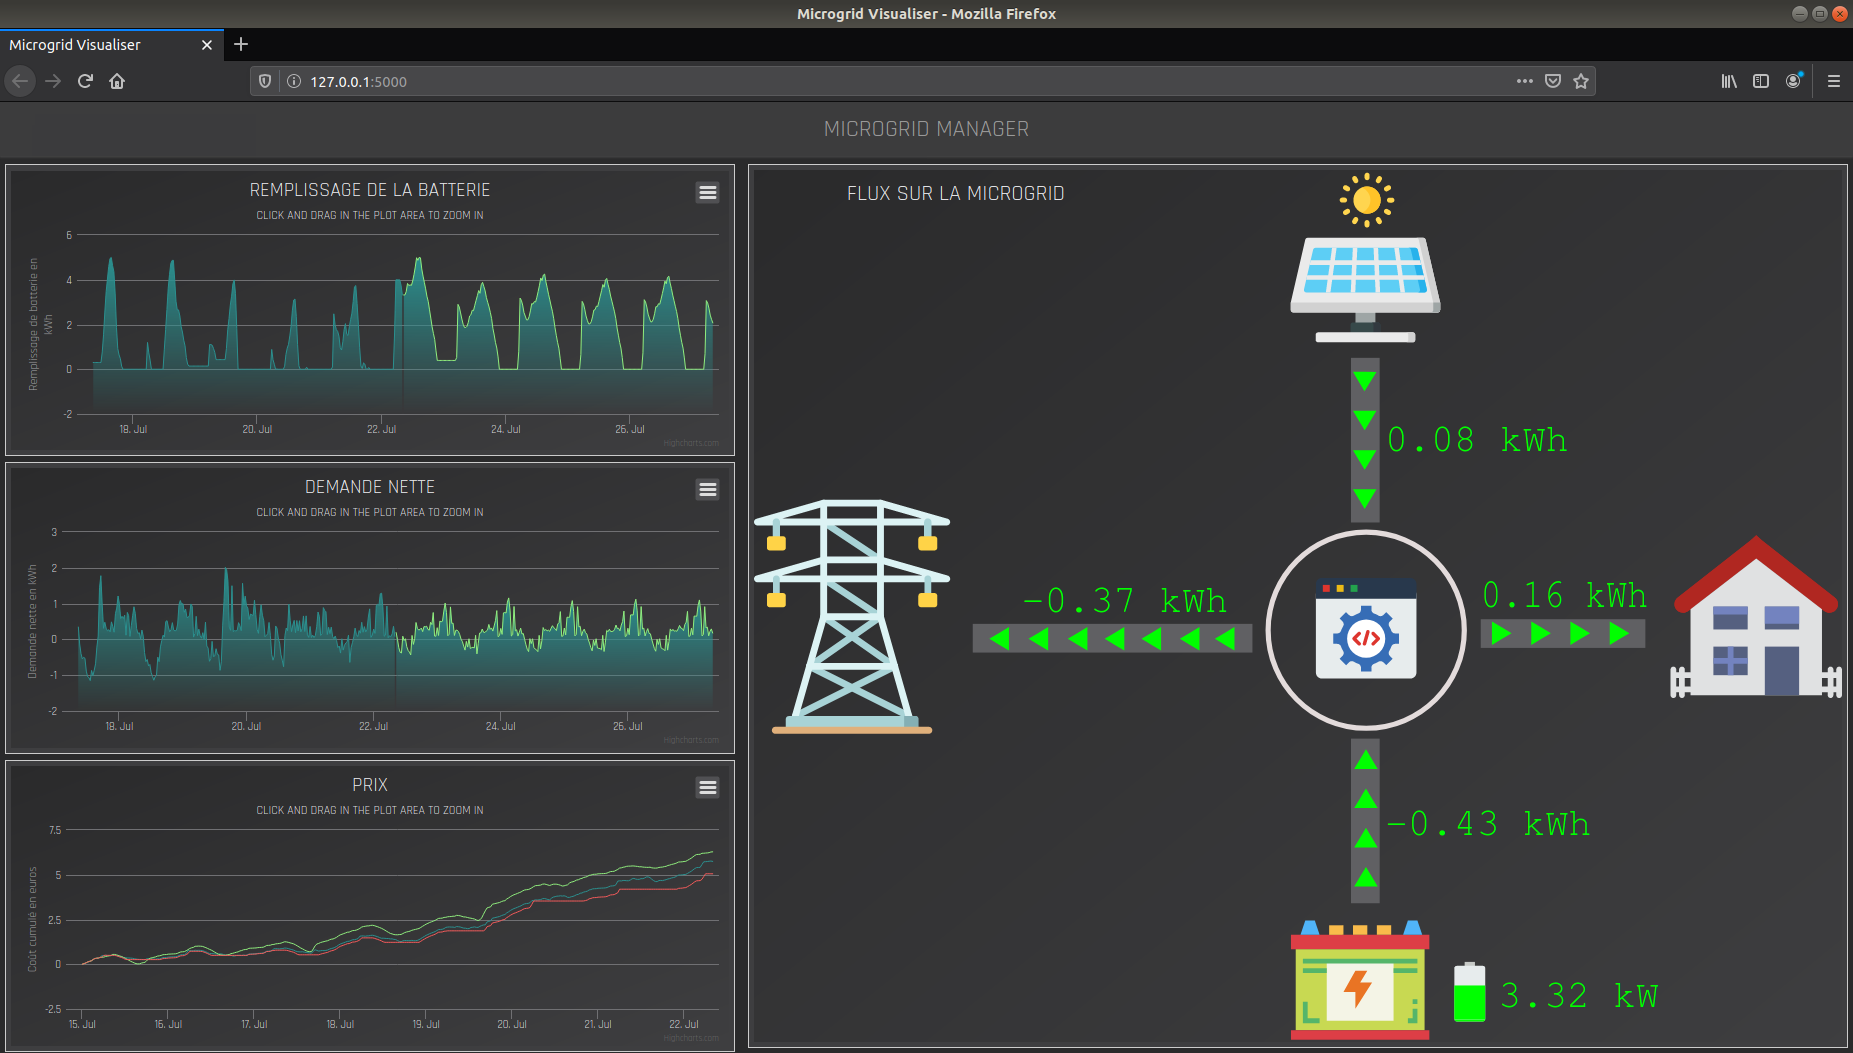 Microgrid Visualiser - Mozilla Firefox
Microgrid Visualiser
127.0.0.1:5000
MICROGRID MANAGER
REMPLISSAGE DE LA BATTERIE
CLICK AND DRAG IN THE PLOT AREA TO ZOOM IN
Remplissage de batterie en
kWh
6
4
2
0
-2
18. Jul
20. Jul
22. Jul
24. Jul
26. Jul
Highcharts.com
DEMANDE NETTE
CLICK AND DRAG IN THE PLOT AREA TO ZOOM IN
Demande nette en kWh
3
2
1
0
-1
-2
18. Jul
20. Jul
22. Jul
24. Jul
26. Jul
Highcharts.com
PRIX
CLICK AND DRAG IN THE PLOT AREA TO ZOOM IN
Coût cumulé en euros
7.5
5
2.5
0
-2.5
15. Jul
16. Jul
17. Jul
18. Jul
19. Jul
20. Jul
21. Jul
22. Jul
Highcharts.com
FLUX SUR LA MICROGRID
0.08 kWh
-0.37 kWh
</>
0.16 kWh
-0.43 kWh
3.32 kW